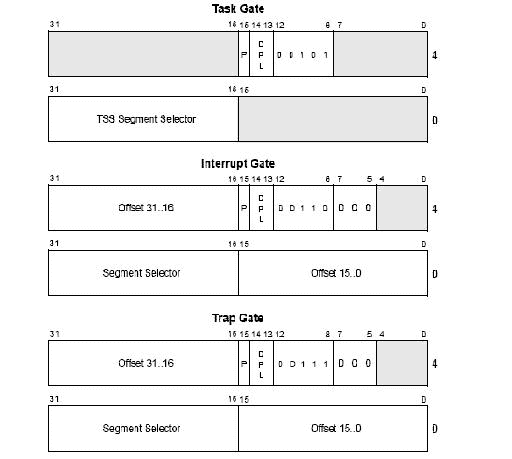 Task Gate
31 16 15 14 13 12 8 7 0
P DPL 0 0 1 0 1 4
31 16 15 0
TSS Segment Selector 0
Interrupt Gate
31 16 15 14 13 12 8 7 5 4 0
Offset 31..16 P DPL 0 D 1 1 0 0 0 0 4
31 16 15 0
Segment Selector Offset 15..0 0
Trap Gate
31 16 15 14 13 12 8 7 5 4 0
Offset 31..16 P DPL 0 D 1 1 1 0 0 0 4
31 16 15 0
Segment Selector Offset 15..0 0